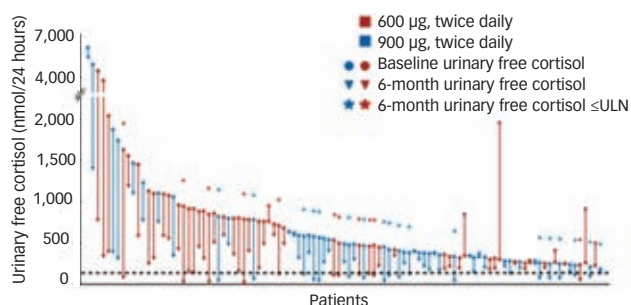 600 µg, twice daily
900 µg, twice daily
Baseline urinary free cortisol
6-month urinary free cortisol
6-month urinary free cortisol ≤ULN
Urinary free cortisol (nmol/24 hours)
7,000
4,000
2,000
1,500
1,000
500
0
Patients